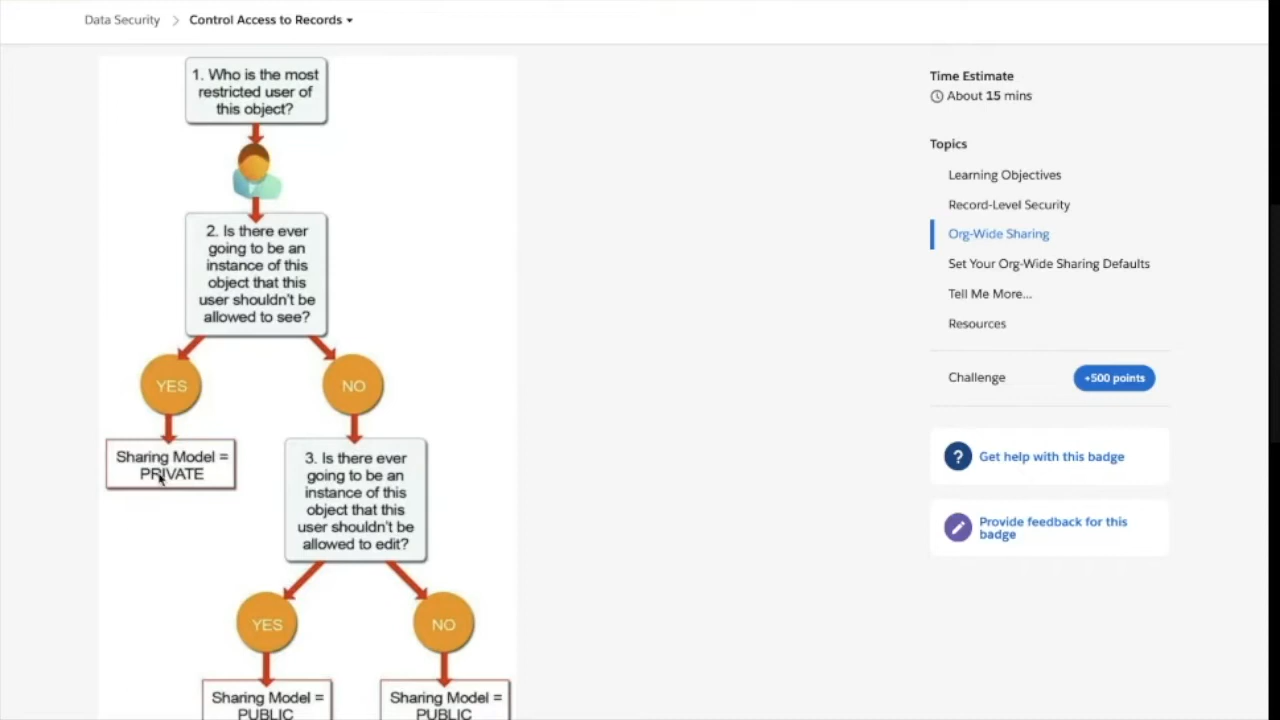 Data Security
Control Access to Records
1. Who is the most
restricted user of
this object?
2. Is there ever
going to be an
instance of this
object that this
user shouldn't be
allowed to see?
YES
NO
Sharing Model =
PRIVATE
3. Is there ever
going to be an
instance of this
object that this
user shouldn't be
allowed to edit?
YES
NO
Sharing Model =
PUBLIC
Sharing Model =
PUBLIC
Time Estimate
About 15 mins
Topics
Learning Objectives
Record-Level Security
Org-Wide Sharing
Set Your Org-Wide Sharing Defaults
Tell Me More...
Resources
Challenge
+500 points
? Get help with this badge
Provide feedback for this
badge